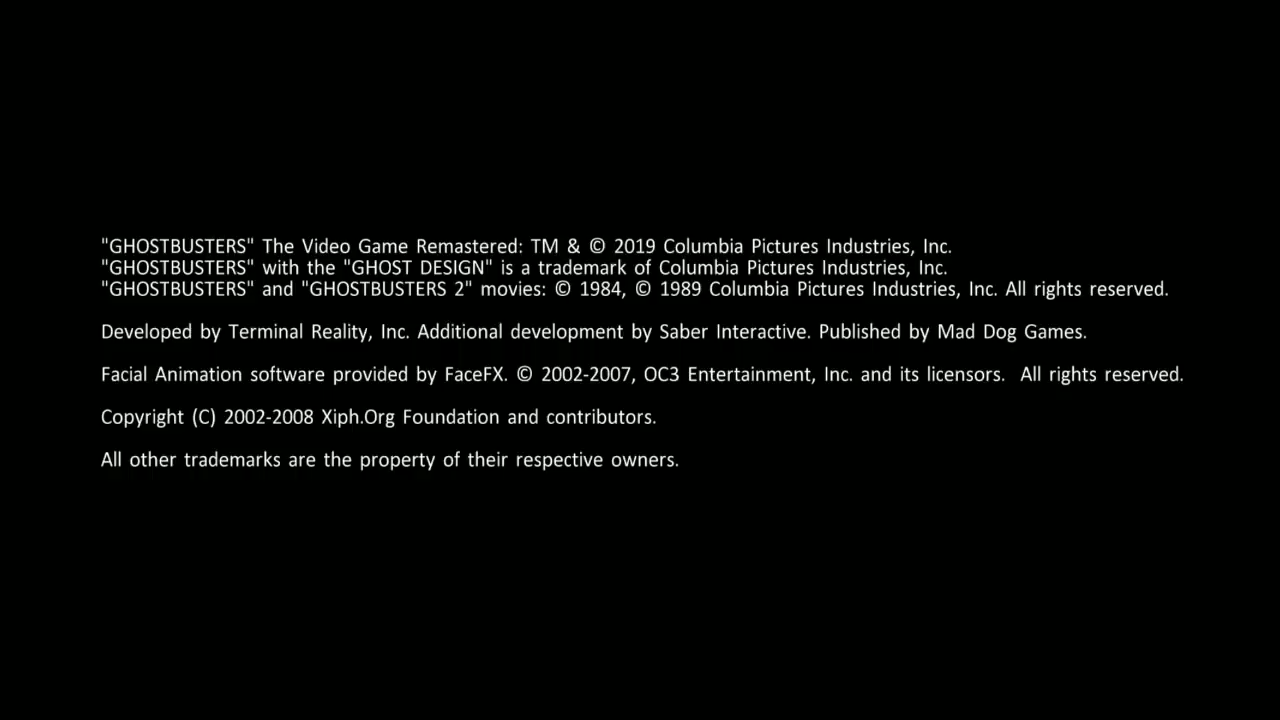 "GHOSTBUSTERS" The Video Game Remastered: TM & © 2019 Columbia Pictures Industries, Inc.
"GHOSTBUSTERS" with the "GHOST DESIGN" is a trademark of Columbia Pictures Industries, Inc.
"GHOSTBUSTERS" and "GHOSTBUSTERS 2" movies: © 1984, © 1989 Columbia Pictures Industries, Inc. All rights reserved.
Developed by Terminal Reality, Inc. Additional development by Saber Interactive. Published by Mad Dog Games.
Facial Animation software provided by FaceFX. © 2002-2007, OC3 Entertainment, Inc. and its licensors.  All rights reserved.
Copyright (C) 2002-2008 Xiph.Org Foundation and contributors.
All other trademarks are the property of their respective owners.